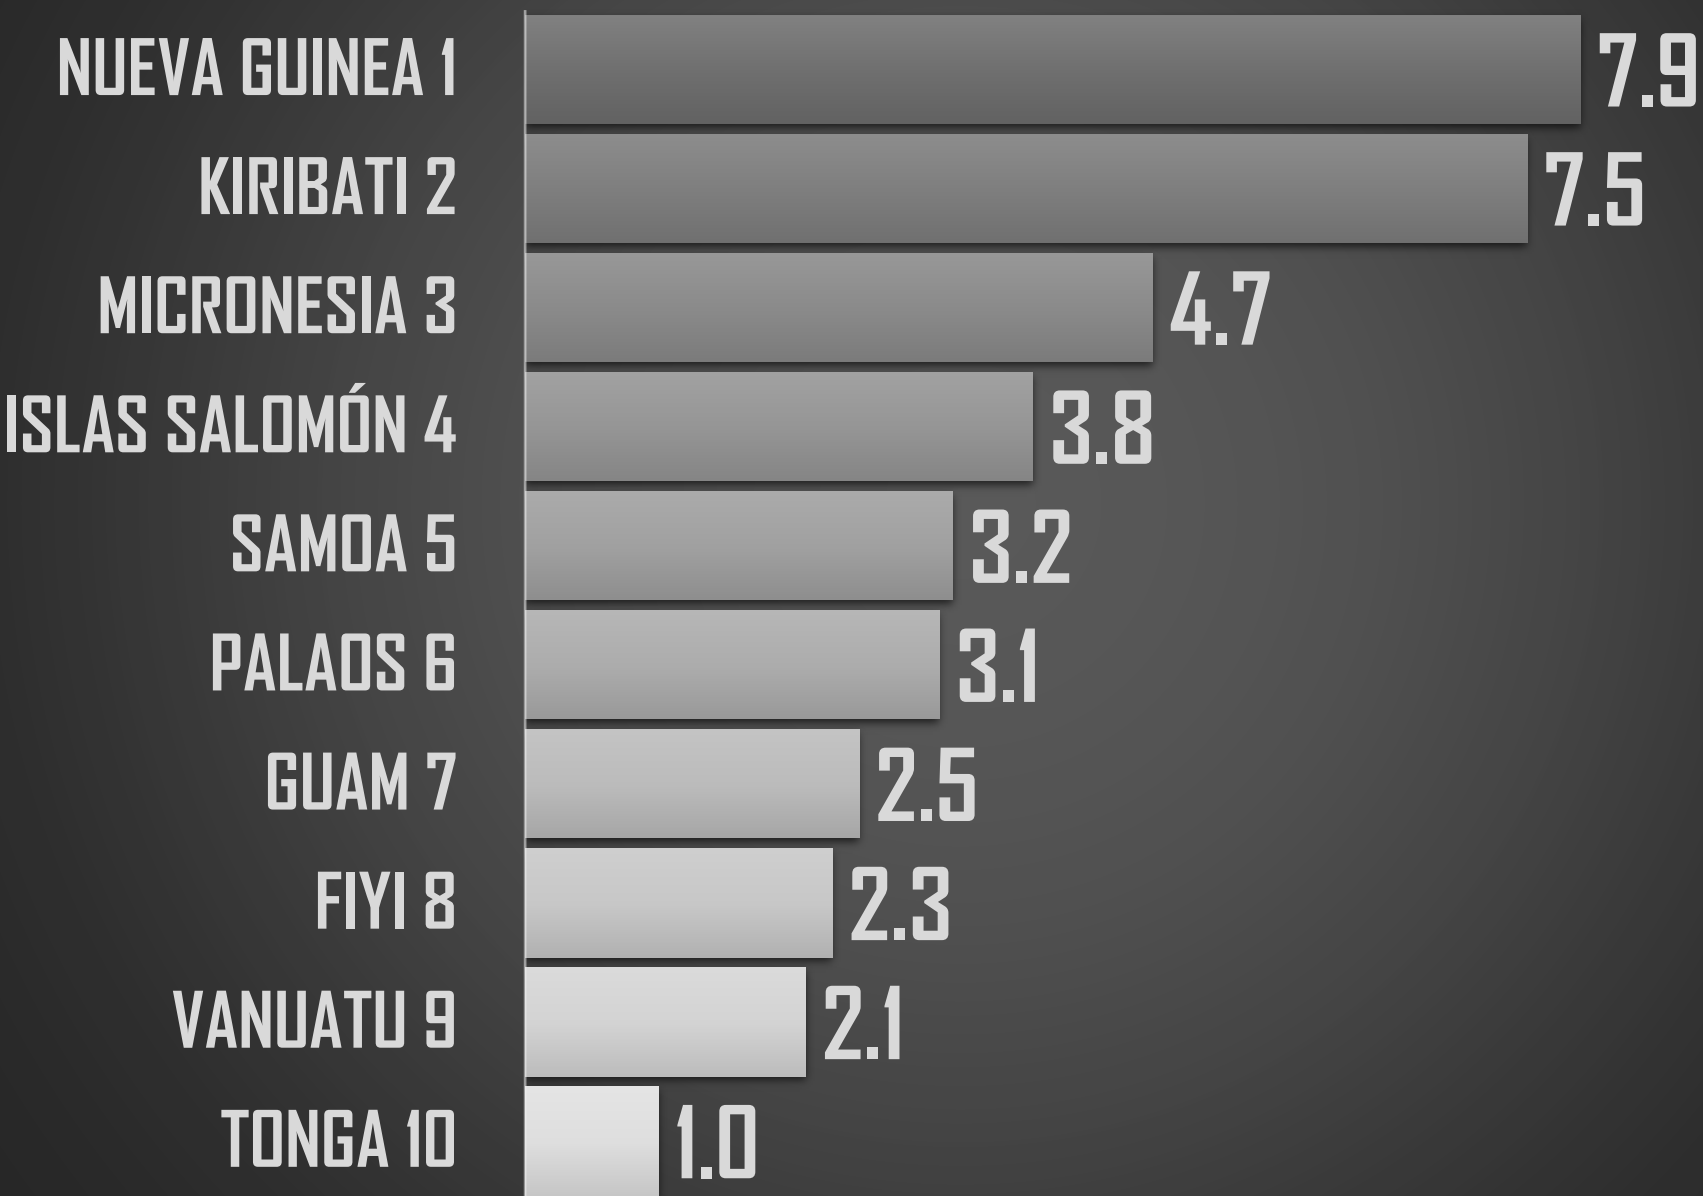 NUEVA GUINEA 1 7.9
KIRIBATI 2 7.5
MICRONESIA 3 4.7
ISLAS SALOMÓN 4 3.8
SAMOA 5 3.2
PALAOS 6 3.1
GUAM 7 2.5
FIYI 8 2.3
VANUATU 9 2.1
TONGA 10 1.0